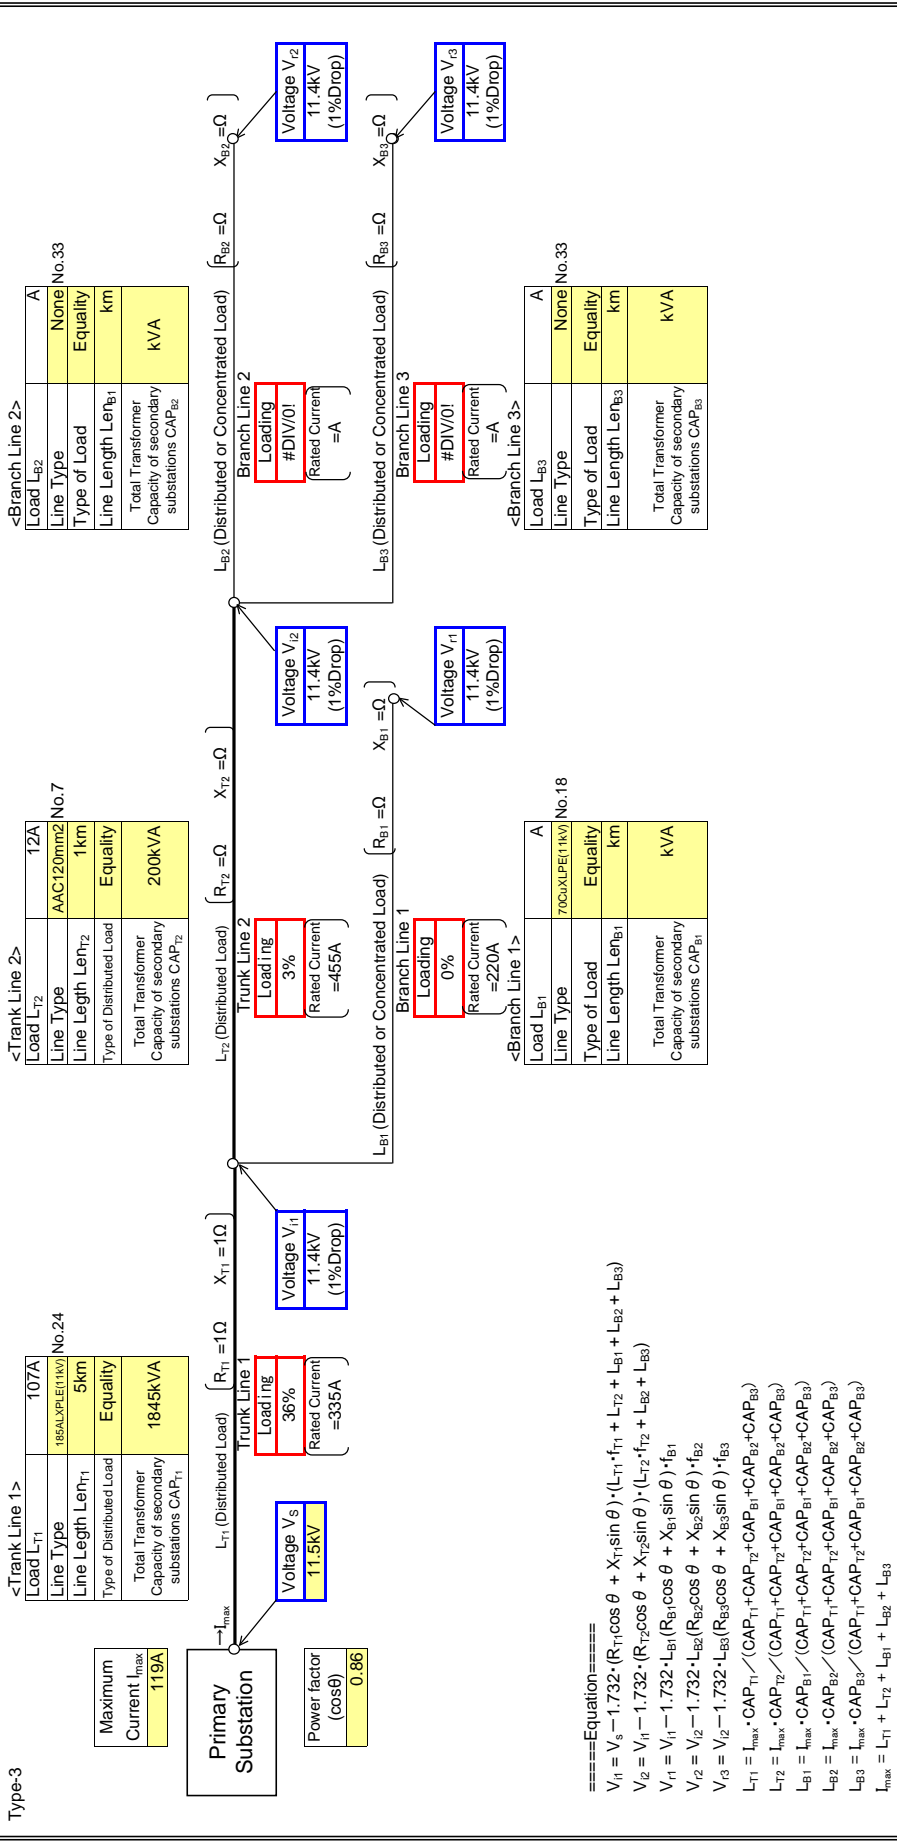 Type-3
Maximum
Current Imax
119A
Primary
Substation
Power factor
(cosθ)
0.86
→Imax
Voltage VS
11.5kV
<Trank Line 1>
Load LT1 107A
Line Type 185ALXPLE(11kV) No.24
Line Legth LenT1 5km
Type of Distributed Load Equality
Total Transformer
Capacity of secondary
substations CAPT1
1845kVA
LT1 (Distributed Load) (RT1 =1Ω XT1 =1Ω)
Trunk Line 1
Loading
36%
(Rated Current
=335A)
Voltage Vi1
11.4kV
(1%Drop)
<Trank Line 2>
Load LT2 12A
Line Type AAC120mm2 No.7
Line Legth LenT2 1km
Type of Distributed Load Equality
Total Transformer
Capacity of secondary
substations CAPT2
200kVA
LT2 (Distributed Load) (RT2 =Ω XT2 =Ω)
Trunk Line 2
Loading
3%
(Rated Current
=455A)
Voltage Vi2
11.4kV
(1%Drop)
LB1 (Distributed or Concentrated Load) (RB1 =Ω XB1 =Ω)
Branch Line 1
Loading
0%
(Rated Current
=220A)
Voltage Vr1
11.4kV
(1%Drop)
<Branch Line 1>
Load LB1 A
Line Type 70CuXLPE(11kV) No.18
Type of Load Equality
Line Length LenB1 km
Total Transformer
Capacity of secondary
substations CAPB1
kVA
<Branch Line 2>
Load LB2 A
Line Type None No.33
Type of Load Equality
Line Length LenB1 km
Total Transformer
Capacity of secondary
substations CAPB2
kVA
LB2 (Distributed or Concentrated Load) (RB2 =Ω XB2 =Ω)
Branch Line 2
Loading
#DIV/0!
(Rated Current
=A)
Voltage Vr2
11.4kV
(1%Drop)
LB3 (Distributed or Concentrated Load) (RB3 =Ω XB3 =Ω)
Branch Line 3
Loading
#DIV/0!
(Rated Current
=A)
Voltage Vr3
11.4kV
(1%Drop)
<Branch Line 3>
Load LB3 A
Line Type None No.33
Type of Load Equality
Line Length LenB3 km
Total Transformer
Capacity of secondary
substations CAPB3
kVA
=====Equation=====
Vi1 = Vs−1.732・(RT1cosθ + XT1sinθ)・(LT1・fT1 + LT2 + LB1 + LB2 + LB3)
Vi2 = Vi1−1.732・(RT2cosθ + XT2sinθ)・(LT2・fT2 + LB2 + LB3)
Vr1 = Vi1−1.732・LB1(RB1cosθ + XB1sinθ)・fB1
Vr2 = Vi2−1.732・LB2(RB2cosθ + XB2sinθ)・fB2
Vr3 = Vi2−1.732・LB3(RB3cosθ + XB3sinθ)・fB3
LT1 = Imax・CAPT1／(CAPT1+CAPT2+CAPB1+CAPB2+CAPB3)
LT2 = Imax・CAPT2／(CAPT1+CAPT2+CAPB1+CAPB2+CAPB3)
LB1 = Imax・CAPB1／(CAPT1+CAPT2+CAPB1+CAPB2+CAPB3)
LB2 = Imax・CAPB2／(CAPT1+CAPT2+CAPB1+CAPB2+CAPB3)
LB3 = Imax・CAPB3／(CAPT1+CAPT2+CAPB1+CAPB2+CAPB3)
Imax = LT1 + LT2 + LB1 + LB2 + LB3